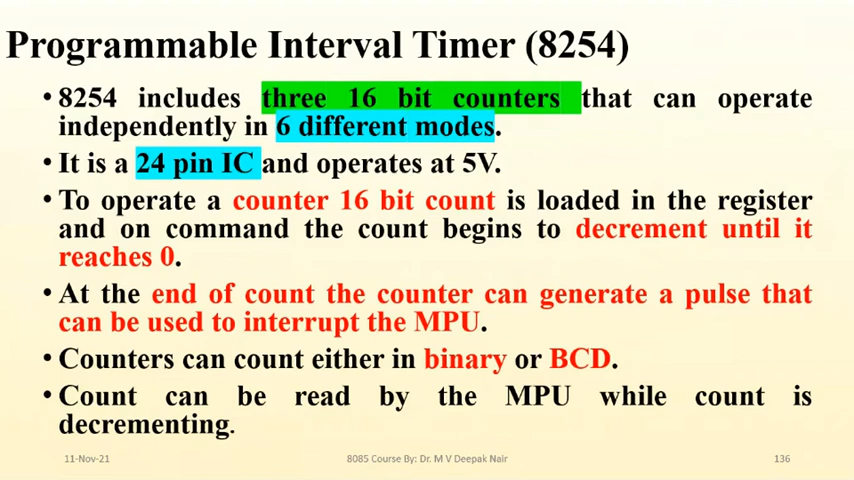 Programmable Interval Timer (8254)
• 8254 includes three 16 bit counters that can operate
independently in 6 different modes.
• It is a 24 pin IC and operates at 5V.
• To operate a counter 16 bit count is loaded in the register
and on command the count begins to decrement until it
reaches 0.
• At the end of count the counter can generate a pulse that
can be used to interrupt the MPU.
• Counters can count either in binary or BCD.
• Count can be read by the MPU while count is
decrementing.
11-Nov-21 8085 Course By: Dr. M V Deepak Nair 136